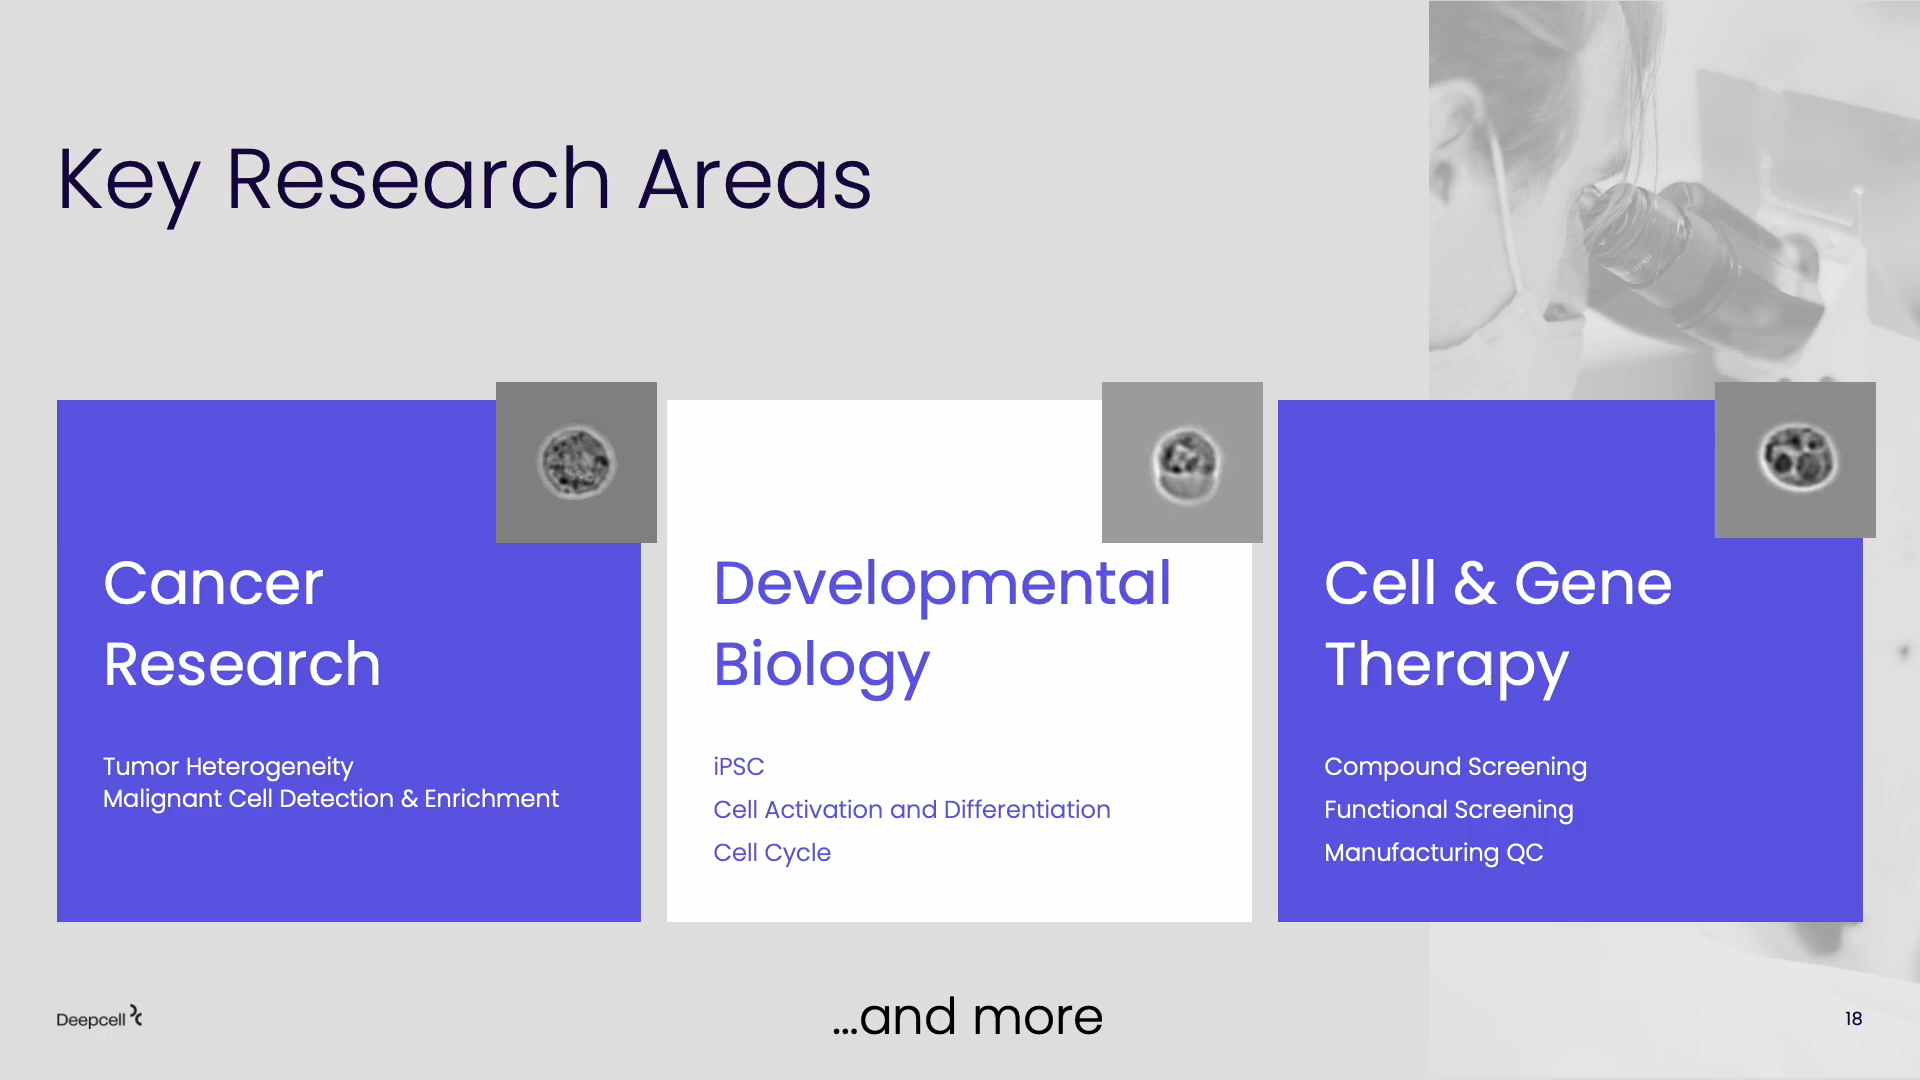 Key Research Areas
Cancer
Research
Tumor Heterogeneity
Malignant Cell Detection & Enrichment
Developmental
Biology
iPSC
Cell Activation and Differentiation
Cell Cycle
Cell & Gene
Therapy
Compound Screening
Functional Screening
Manufacturing QC
Deepcell
...and more
18